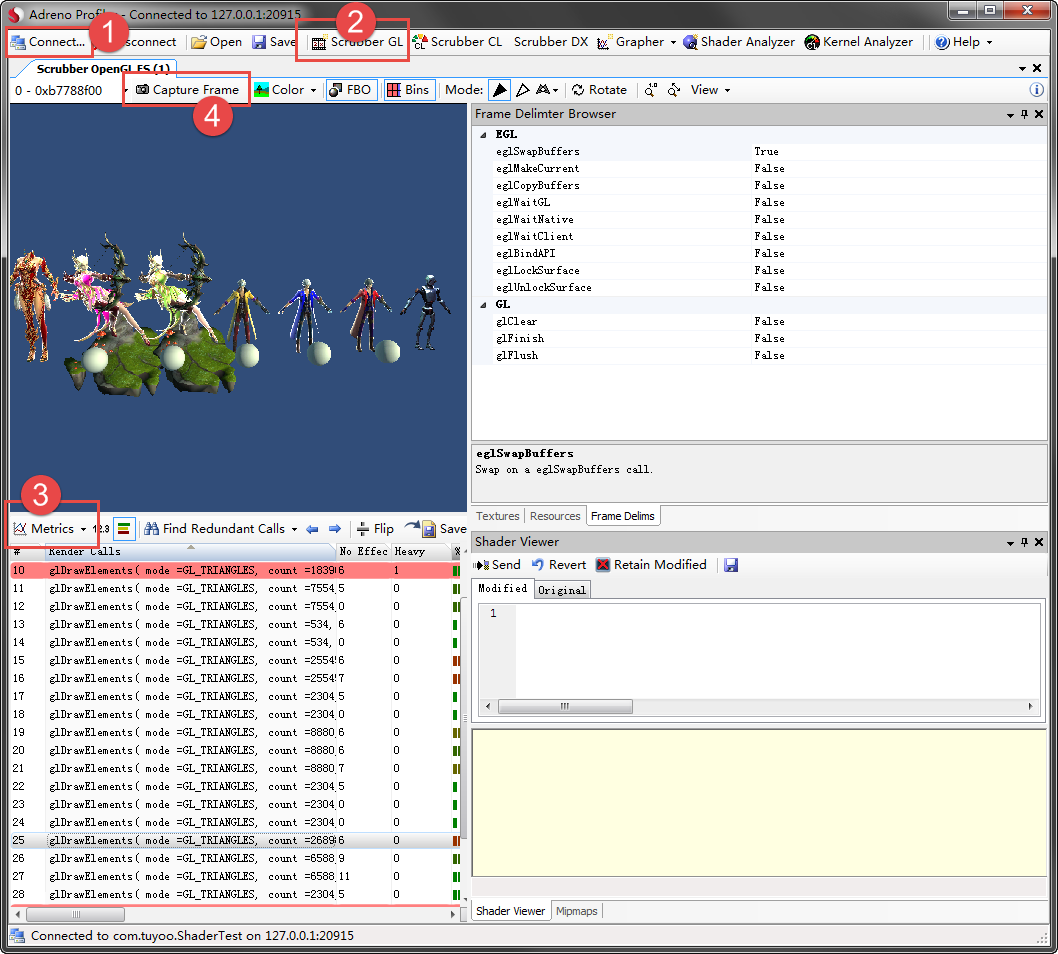 Adreno Profiler - Connected to 127.0.0.1:20915
1
2
Connect... Disconnect Open Save Scrubber GL Scrubber CL Scrubber DX Grapher Shader Analyzer Kernel Analyzer Help
Scrubber OpenGL ES (1)
0 - 0xb7788f00 Capture Frame Color FBO Bins Mode: Rotate View
4
Frame Delimter Browser
EGL
eglSwapBuffers True
eglMakeCurrent False
eglCopyBuffers False
eglWaitGL False
eglWaitNative False
eglWaitClient False
eglBindAPI False
eglLockSurface False
eglUnlockSurface False
GL
glClear False
glFinish False
glFlush False
eglSwapBuffers
Swap on a eglSwapBuffers call.
Textures Resources Frame Delims
3
Metrics 12.3 Find Redundant Calls Flip Save
# Render Calls No Effec Heavy %
10 glDrawElements( mode =GL_TRIANGLES, count =18390 6 1
11 glDrawElements( mode =GL_TRIANGLES, count =7554, 5 0
12 glDrawElements( mode =GL_TRIANGLES, count =7554, 0 0
13 glDrawElements( mode =GL_TRIANGLES, count =534, 6 0
14 glDrawElements( mode =GL_TRIANGLES, count =534, 0 0
15 glDrawElements( mode =GL_TRIANGLES, count =2554 6 0
16 glDrawElements( mode =GL_TRIANGLES, count =2554 7 0
17 glDrawElements( mode =GL_TRIANGLES, count =2304, 5 0
18 glDrawElements( mode =GL_TRIANGLES, count =2304, 0 0
19 glDrawElements( mode =GL_TRIANGLES, count =8880, 6 0
20 glDrawElements( mode =GL_TRIANGLES, count =8880, 6 0
21 glDrawElements( mode =GL_TRIANGLES, count =8880, 7 0
22 glDrawElements( mode =GL_TRIANGLES, count =2304, 5 0
23 glDrawElements( mode =GL_TRIANGLES, count =2304, 0 0
24 glDrawElements( mode =GL_TRIANGLES, count =2304, 0 0
25 glDrawElements( mode =GL_TRIANGLES, count =2689 6 0
26 glDrawElements( mode =GL_TRIANGLES, count =6588, 9 0
27 glDrawElements( mode =GL_TRIANGLES, count =6588, 11 0
28 glDrawElements( mode =GL_TRIANGLES, count =2304, 5 0
Shader Viewer
Send Revert Retain Modified
Modified Original
1
Shader Viewer Mipmaps
Connected to com.tuyoo.ShaderTest on 127.0.0.1:20915